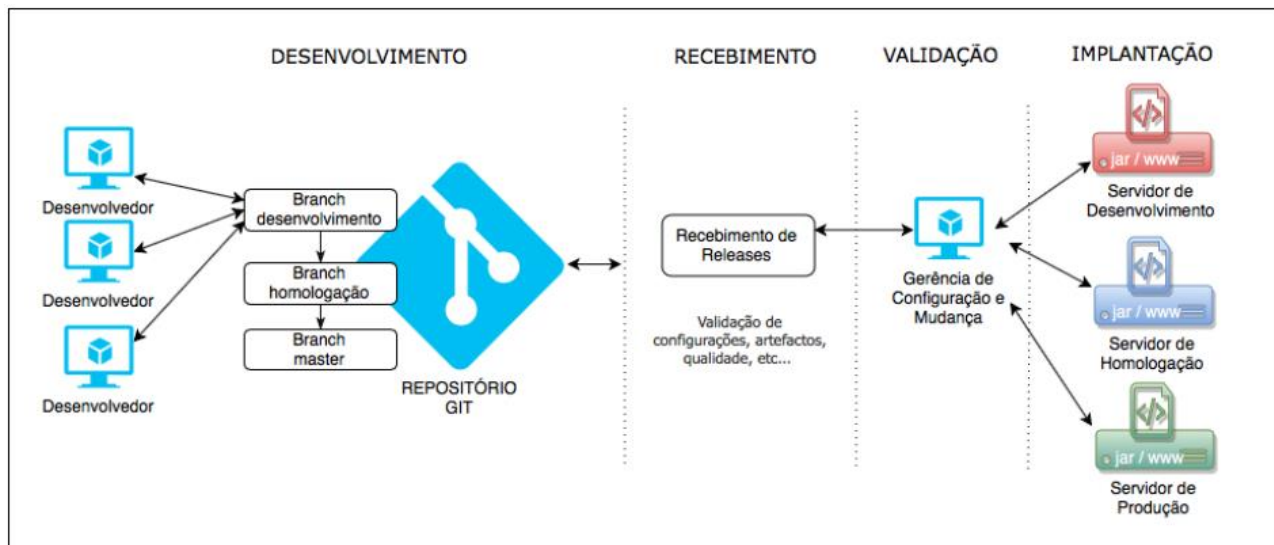 DESENVOLVIMENTO
RECEBIMENTO
VALIDAÇÃO
IMPLANTAÇÃO
Desenvolvedor
Desenvolvedor
Desenvolvedor
Branch
desenvolvimento
Branch
homologação
Branch
master
REPOSITÓRIO
GIT
Recebimento de
Releases
Validação de
configurações, artefactos,
qualidade, etc...
Gerência de
Configuração e
Mudança
</>
jar / www
Servidor de
Desenvolvimento
</>
jar / www
Servidor de
Homologação
</>
jar / www
Servidor de
Produção